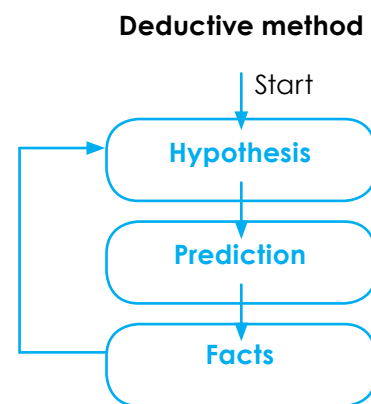 Deductive method
Start
Hypothesis
Prediction
Facts